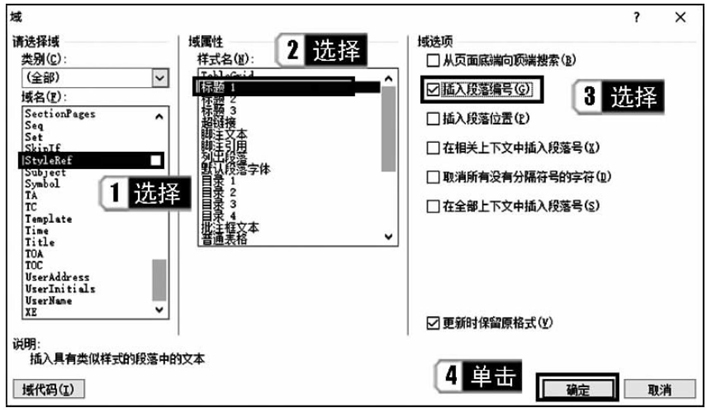 域
? ×
请选择域
类别(C):
(全部)
域名(F):
SectionPages
Seq
Set
SkipIf
StyleRef
Subject
Symbol
TA
TC
Template
Time
Title
TOA
TOC
UserAddress
UserInitials
UserName
XE
1 选择
域属性
样式名(N):
2 选择
TableGrid
标题 1
标题 2
标题 3
超链接
脚注文本
脚注引用
列出段落
默认段落字体
目录 1
目录 2
目录 3
目录 4
批注框文本
普通表格
域选项
从页面底端向顶端搜索(B)
插入段落编号(G)
3 选择
插入段落位置(P)
在相关上下文中插入段落号(X)
取消所有没有分隔符号的字符(D)
在全部上下文中插入段落号(S)
更新时保留原格式(V)
说明:
插入具有类似样式的段落中的文本
4 单击
域代码(I)
确定
取消